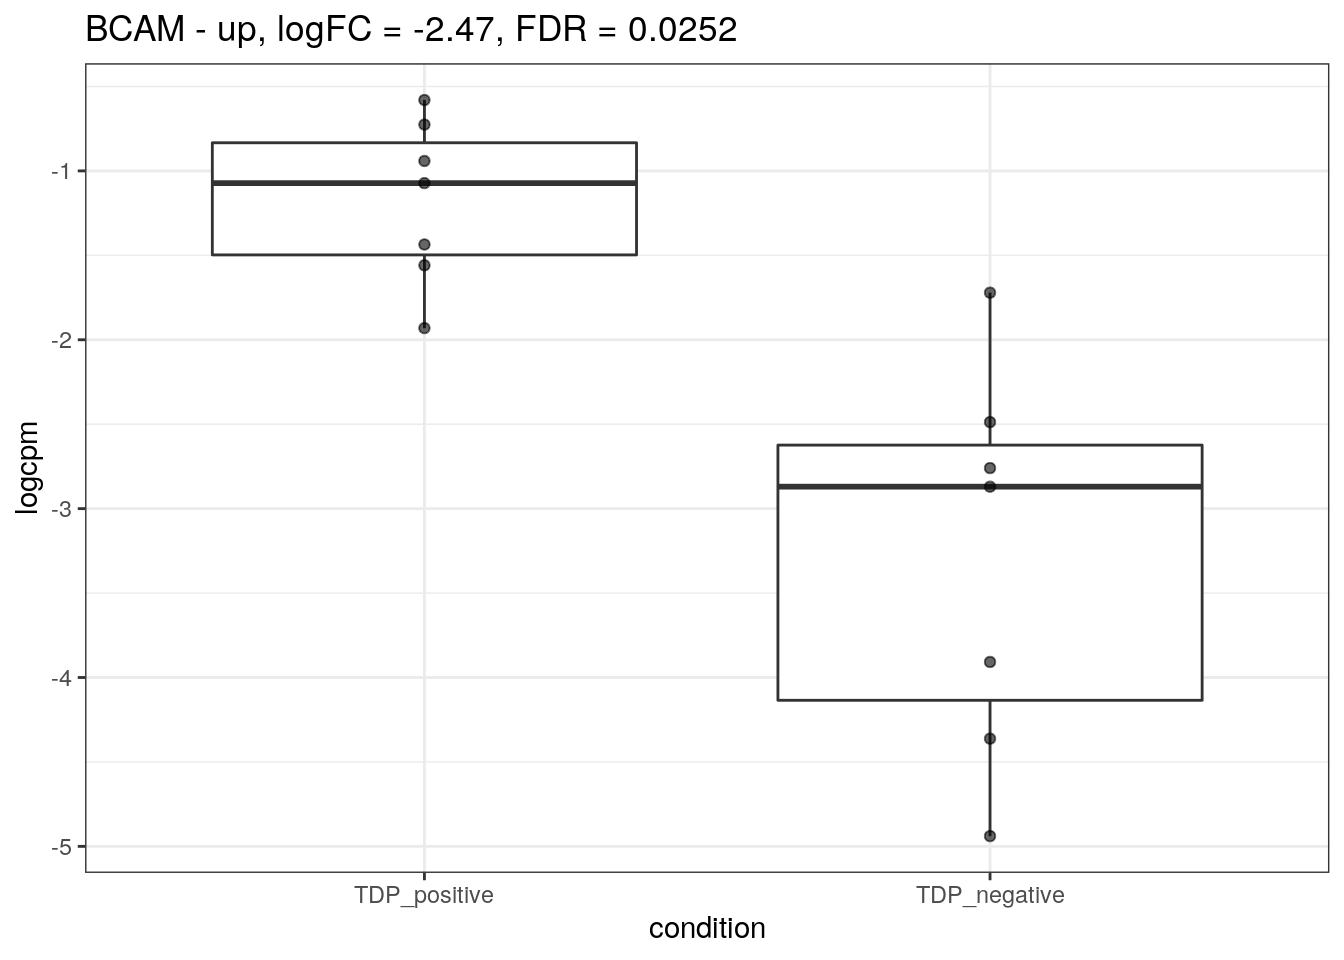 BCAM - up, logFC = -2.47, FDR = 0.0252
-1
-2
-3
-4
-5
logcpm
TDP_positive
TDP_negative
condition